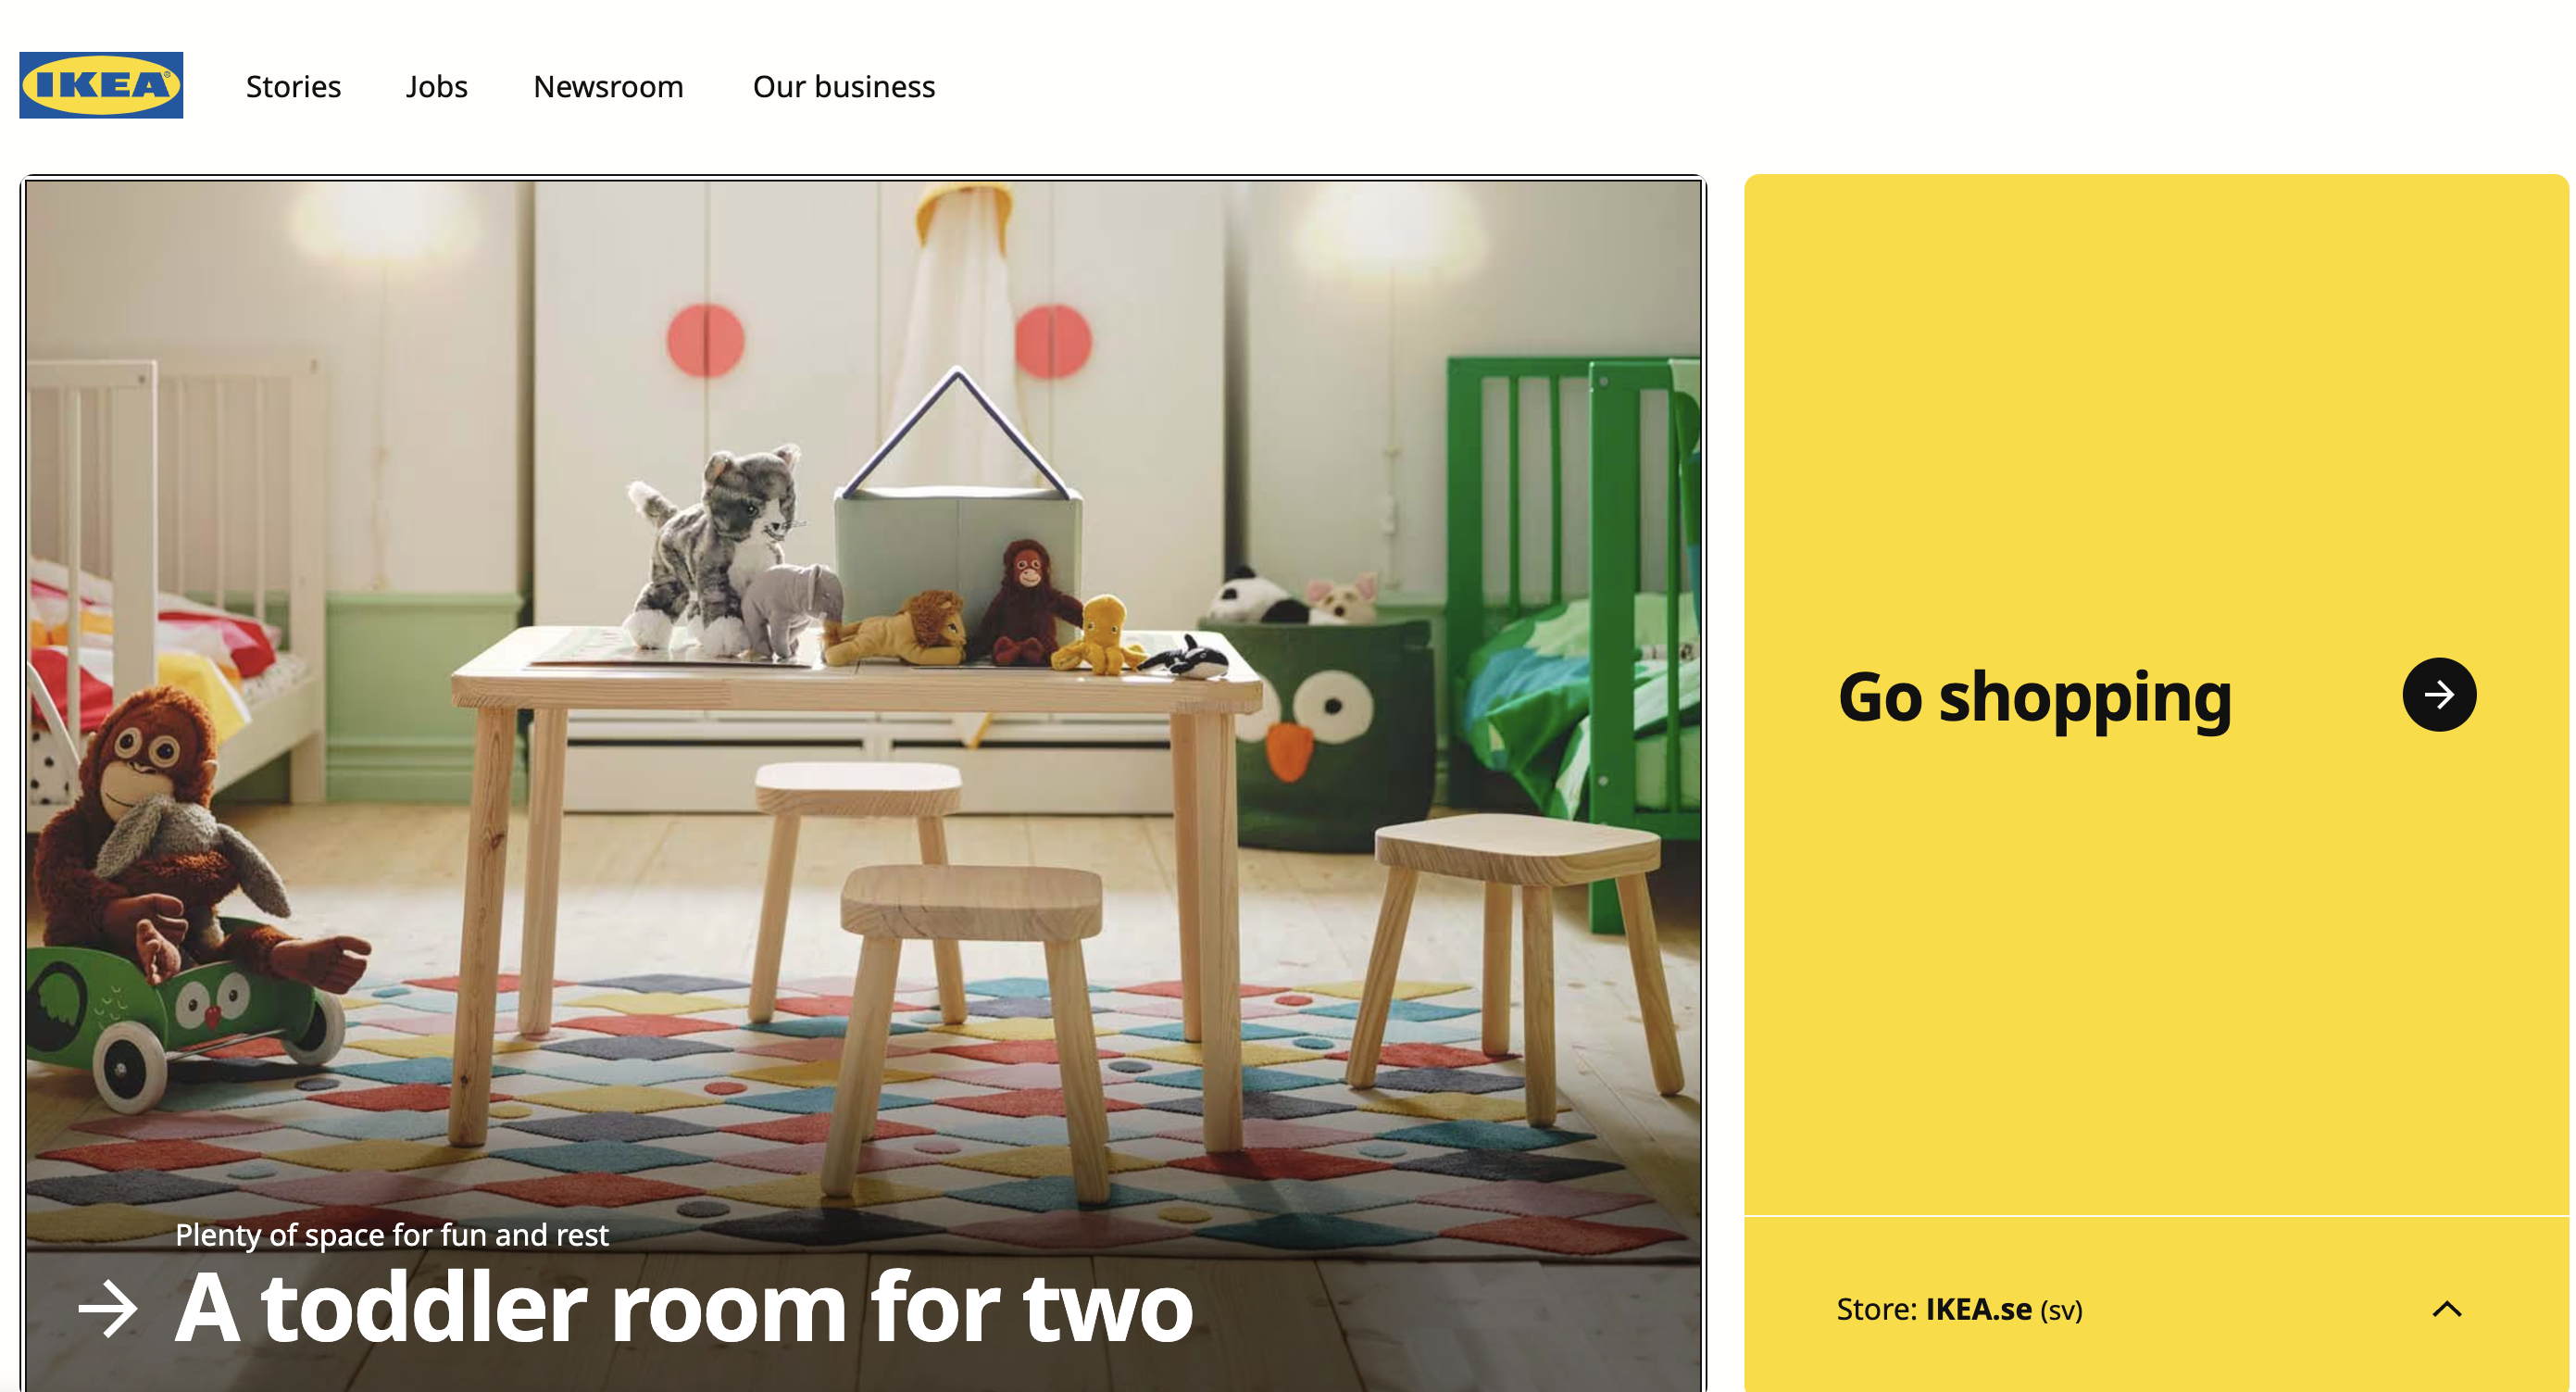 IKEA
Stories Jobs Newsroom Our business
Plenty of space for fun and rest
A toddler room for two
Go shopping
Store: IKEA.se (sv)